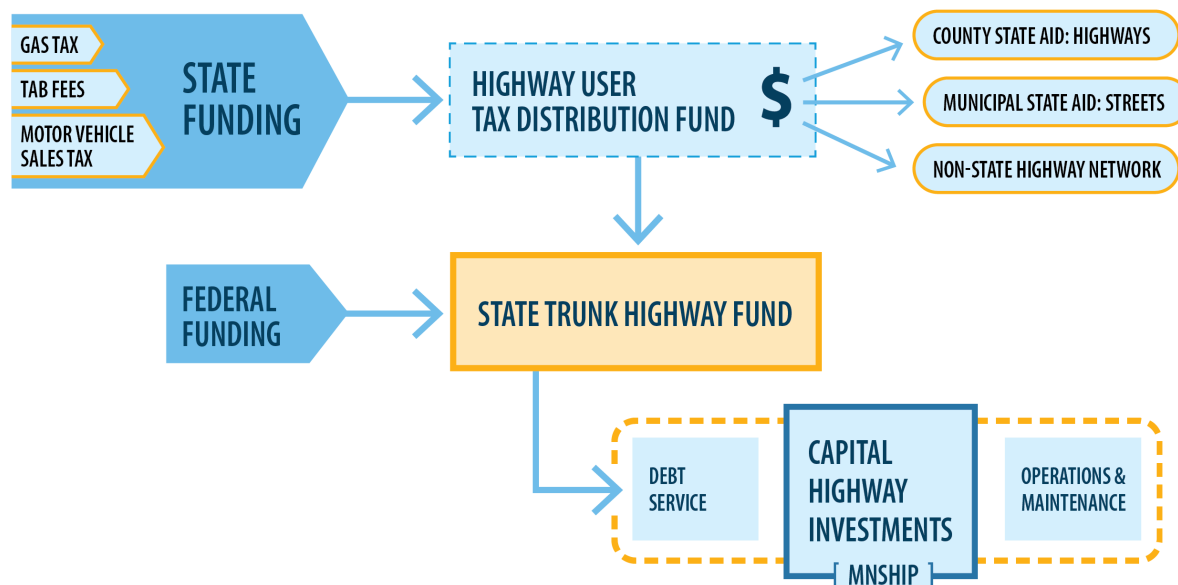 GAS TAX
TAB FEES
MOTOR VEHICLE
SALES TAX
STATE
FUNDING
HIGHWAY USER
TAX DISTRIBUTION FUND
$
COUNTY STATE AID: HIGHWAYS
MUNICIPAL STATE AID: STREETS
NON-STATE HIGHWAY NETWORK
FEDERAL
FUNDING
STATE TRUNK HIGHWAY FUND
DEBT
SERVICE
CAPITAL
HIGHWAY
INVESTMENTS
[ MNSHIP ]
OPERATIONS &
MAINTENANCE